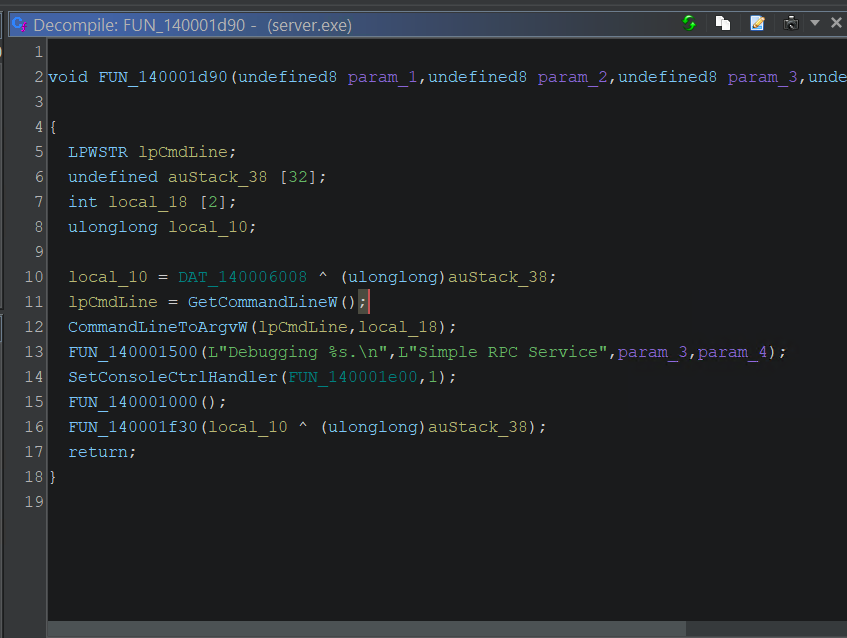 Decompile: FUN_140001d90 - (server.exe)
1
2 void FUN_140001d90(undefined8 param_1,undefined8 param_2,undefined8 param_3,unde
3
4 {
5 LPWSTR lpCmdLine;
6 undefined auStack_38 [32];
7 int local_18 [2];
8 ulonglong local_10;
9
10 local_10 = DAT_140006008 ^ (ulonglong)auStack_38;
11 lpCmdLine = GetCommandLineW();
12 CommandLineToArgvW(lpCmdLine,local_18);
13 FUN_140001500(L"Debugging %s.\n",L"Simple RPC Service",param_3,param_4);
14 SetConsoleCtrlHandler(FUN_140001e00,1);
15 FUN_140001000();
16 FUN_140001f30(local_10 ^ (ulonglong)auStack_38);
17 return;
18 }
19